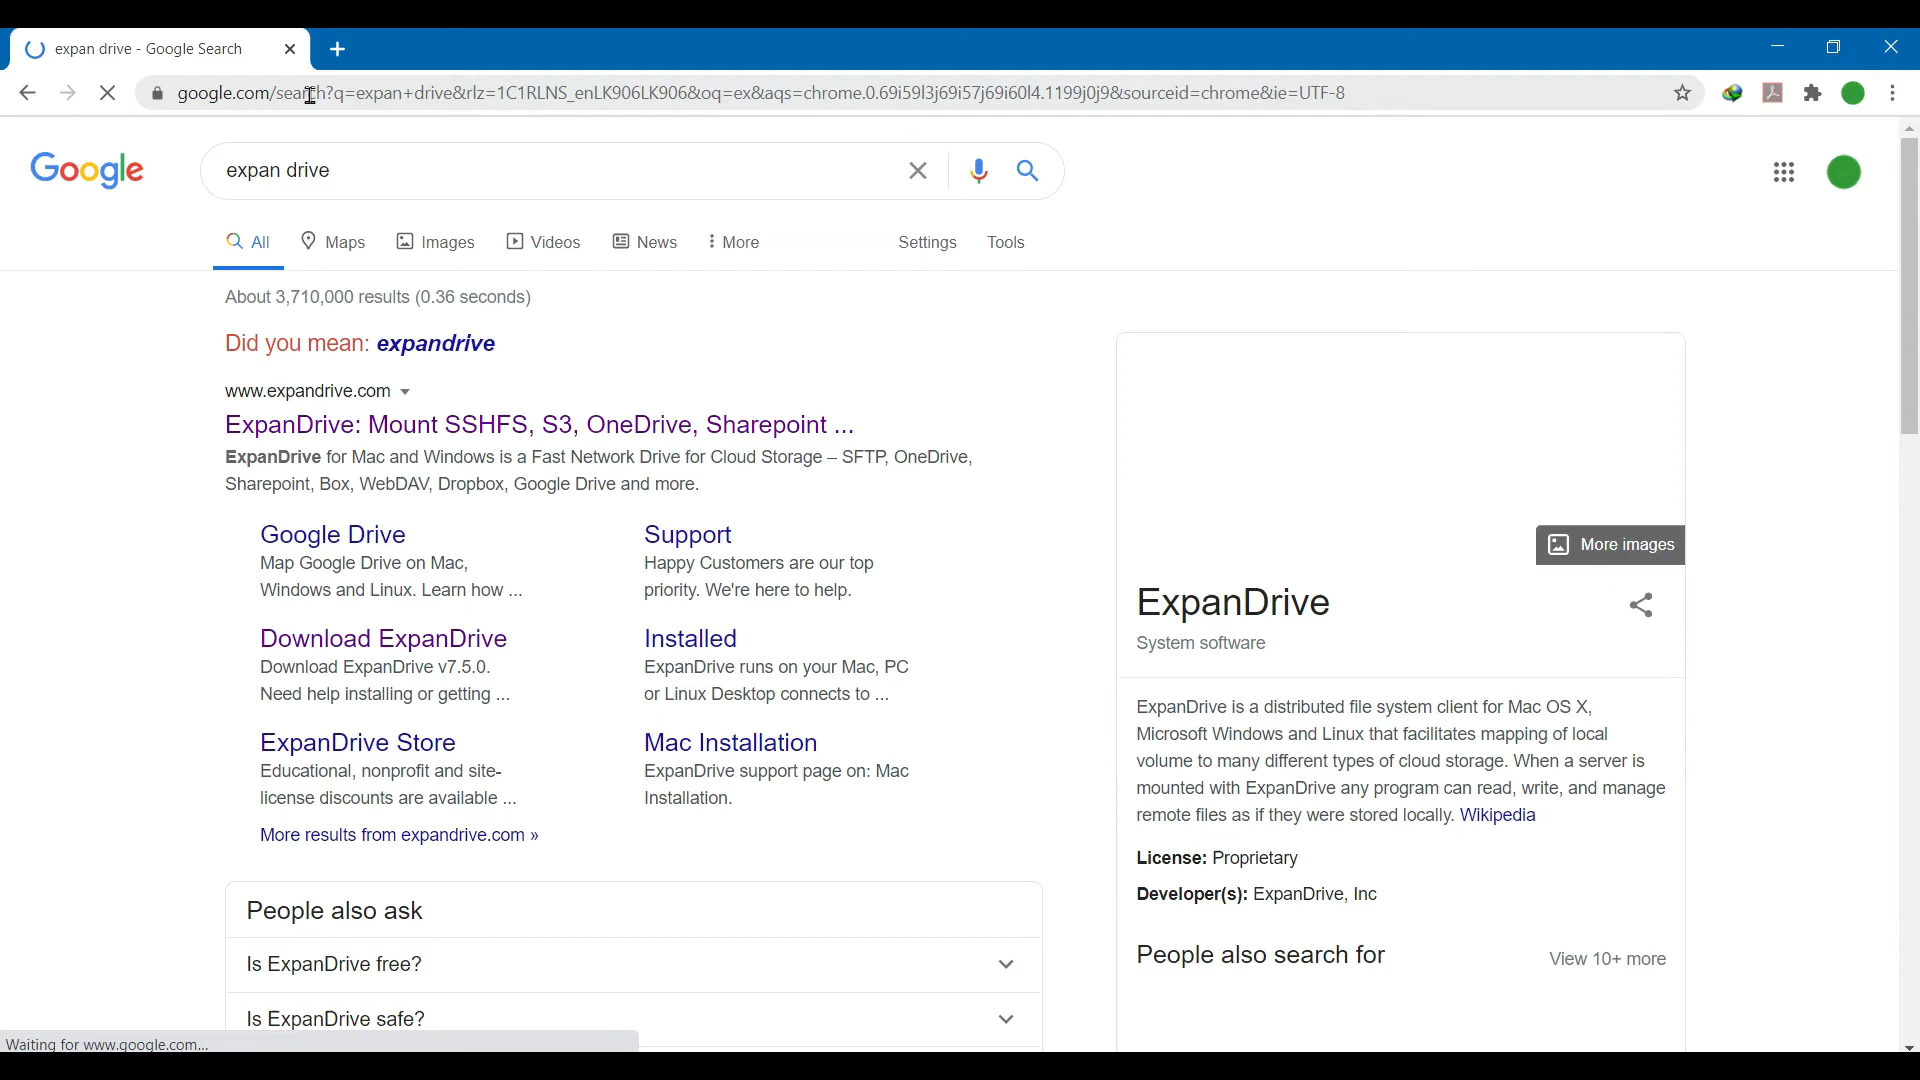 expan drive - Google Search
google.com/search?q=expan+drive&rlz=1C1RLNS_enLK906LK906&oq=ex&aqs=chrome.0.69i59l3j69i57j69i60l4.1199j0j9&sourceid=chrome&ie=UTF-8
Google
expan drive
All Maps Images Videos News More Settings Tools
About 3,710,000 results (0.36 seconds)
Did you mean: expandrive
www.expandrive.com
ExpanDrive: Mount SSHFS, S3, OneDrive, Sharepoint ...
ExpanDrive for Mac and Windows is a Fast Network Drive for Cloud Storage – SFTP, OneDrive,
Sharepoint, Box, WebDAV, Dropbox, Google Drive and more.
Google Drive
Map Google Drive on Mac,
Windows and Linux. Learn how ...
Support
Happy Customers are our top
priority. We're here to help.
Download ExpanDrive
Download ExpanDrive v7.5.0.
Need help installing or getting ...
Installed
ExpanDrive runs on your Mac, PC
or Linux Desktop connects to ...
ExpanDrive Store
Educational, nonprofit and site-
license discounts are available ...
Mac Installation
ExpanDrive support page on: Mac
Installation.
More results from expandrive.com »
People also ask
Is ExpanDrive free?
Is ExpanDrive safe?
More images
ExpanDrive
System software
ExpanDrive is a distributed file system client for Mac OS X,
Microsoft Windows and Linux that facilitates mapping of local
volume to many different types of cloud storage. When a server is
mounted with ExpanDrive any program can read, write, and manage
remote files as if they were stored locally. Wikipedia
License: Proprietary
Developer(s): ExpanDrive, Inc
People also search for
View 10+ more
Waiting for www.google.com...